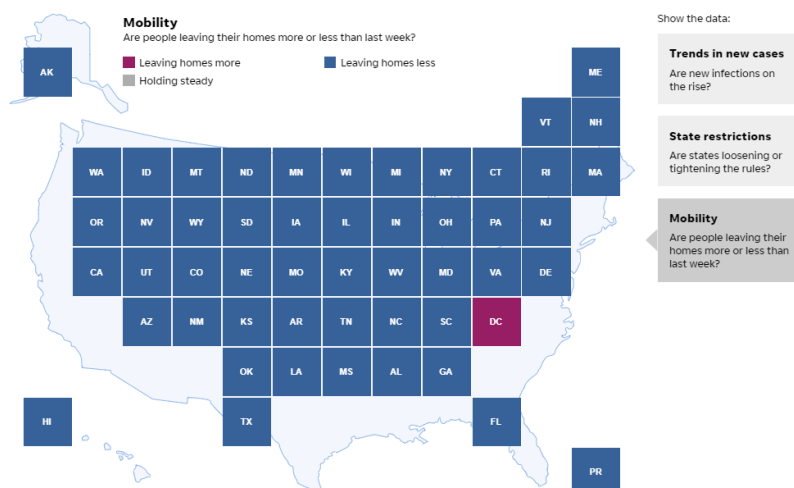 Mobility
Are people leaving their homes more or less than last week?
Leaving homes more
Leaving homes less
Holding steady
AK
ME
VT
NH
WA
ID
MT
ND
MN
WI
MI
NY
CT
RI
MA
OR
NV
WY
SD
IA
IL
IN
OH
PA
NJ
CA
UT
CO
NE
MO
KY
WV
MD
VA
DE
AZ
NM
KS
AR
TN
NC
SC
DC
OK
LA
MS
AL
GA
HI
TX
FL
PR
Show the data:
Trends in new cases
Are new infections on
the rise?
State restrictions
Are states loosening or
tightening the rules?
Mobility
Are people leaving their
homes more or less than
last week?